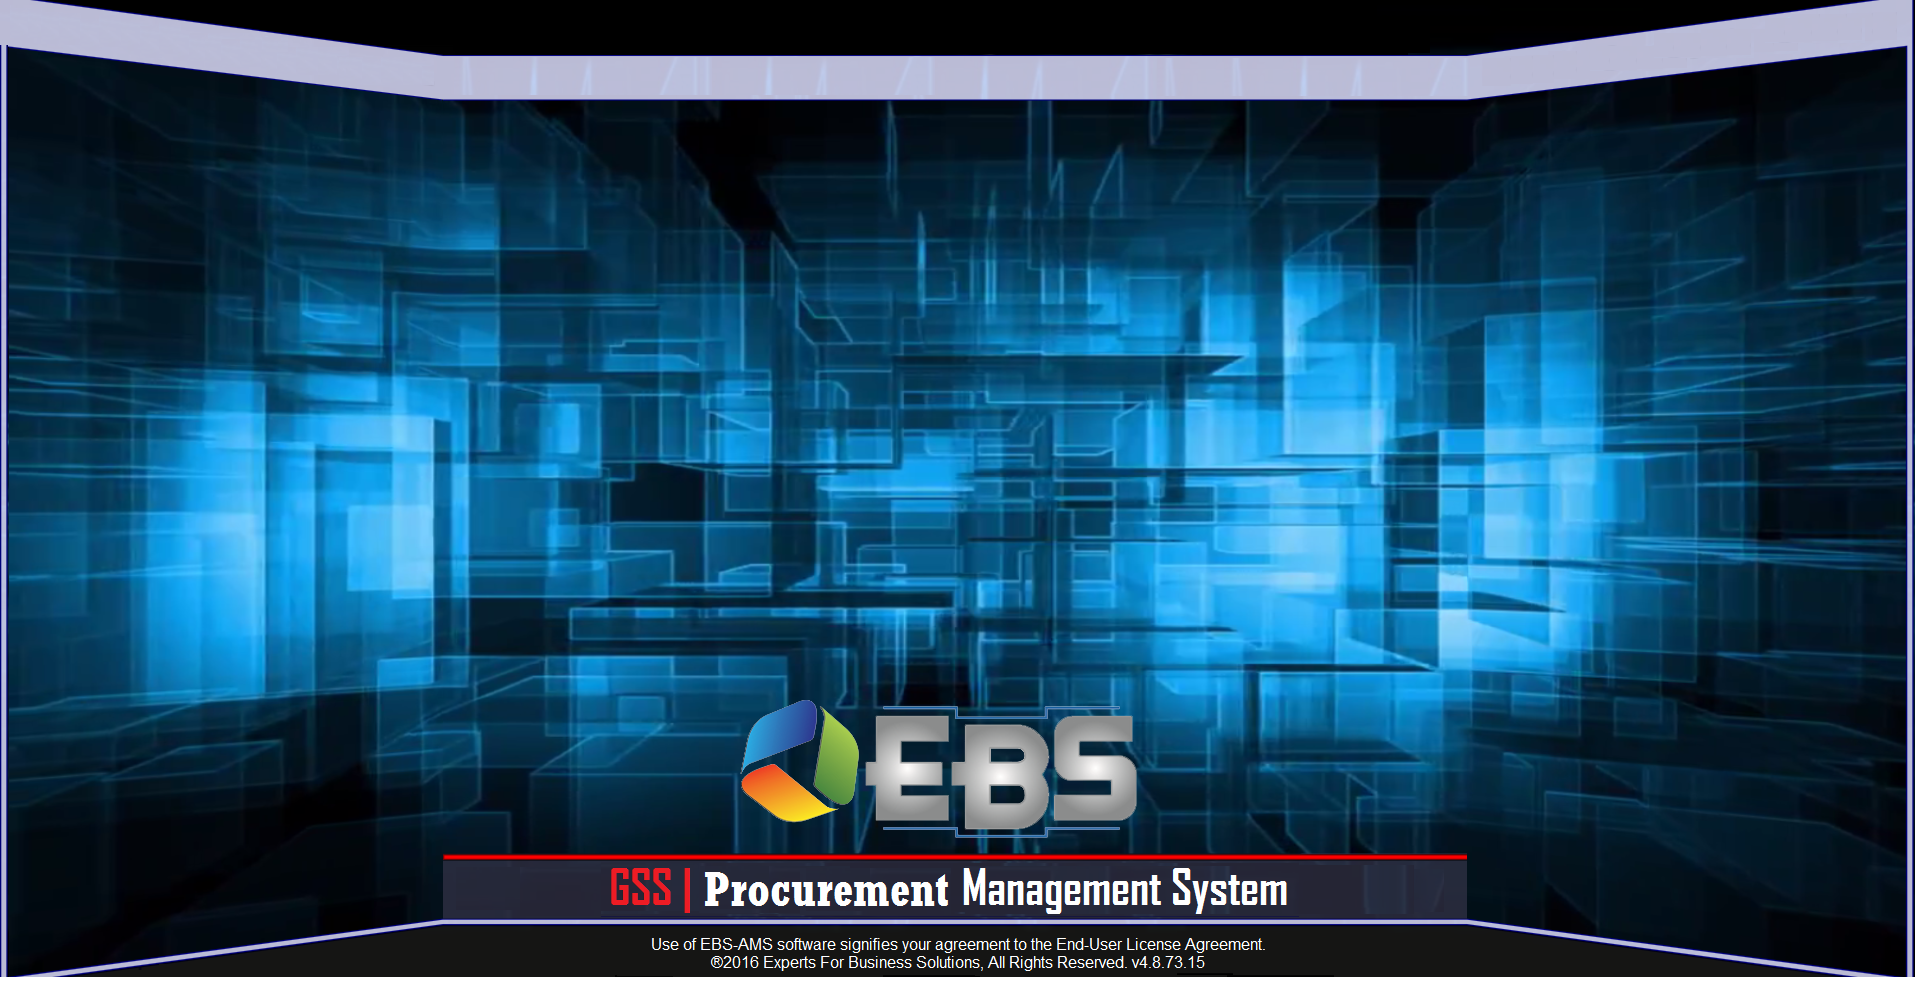 EBS
GSS | Procurement Management System
Use of EBS-AMS software signifies your agreement to the End-User License Agreement.
®2016 Experts For Business Solutions, All Rights Reserved. v4.8.73.15